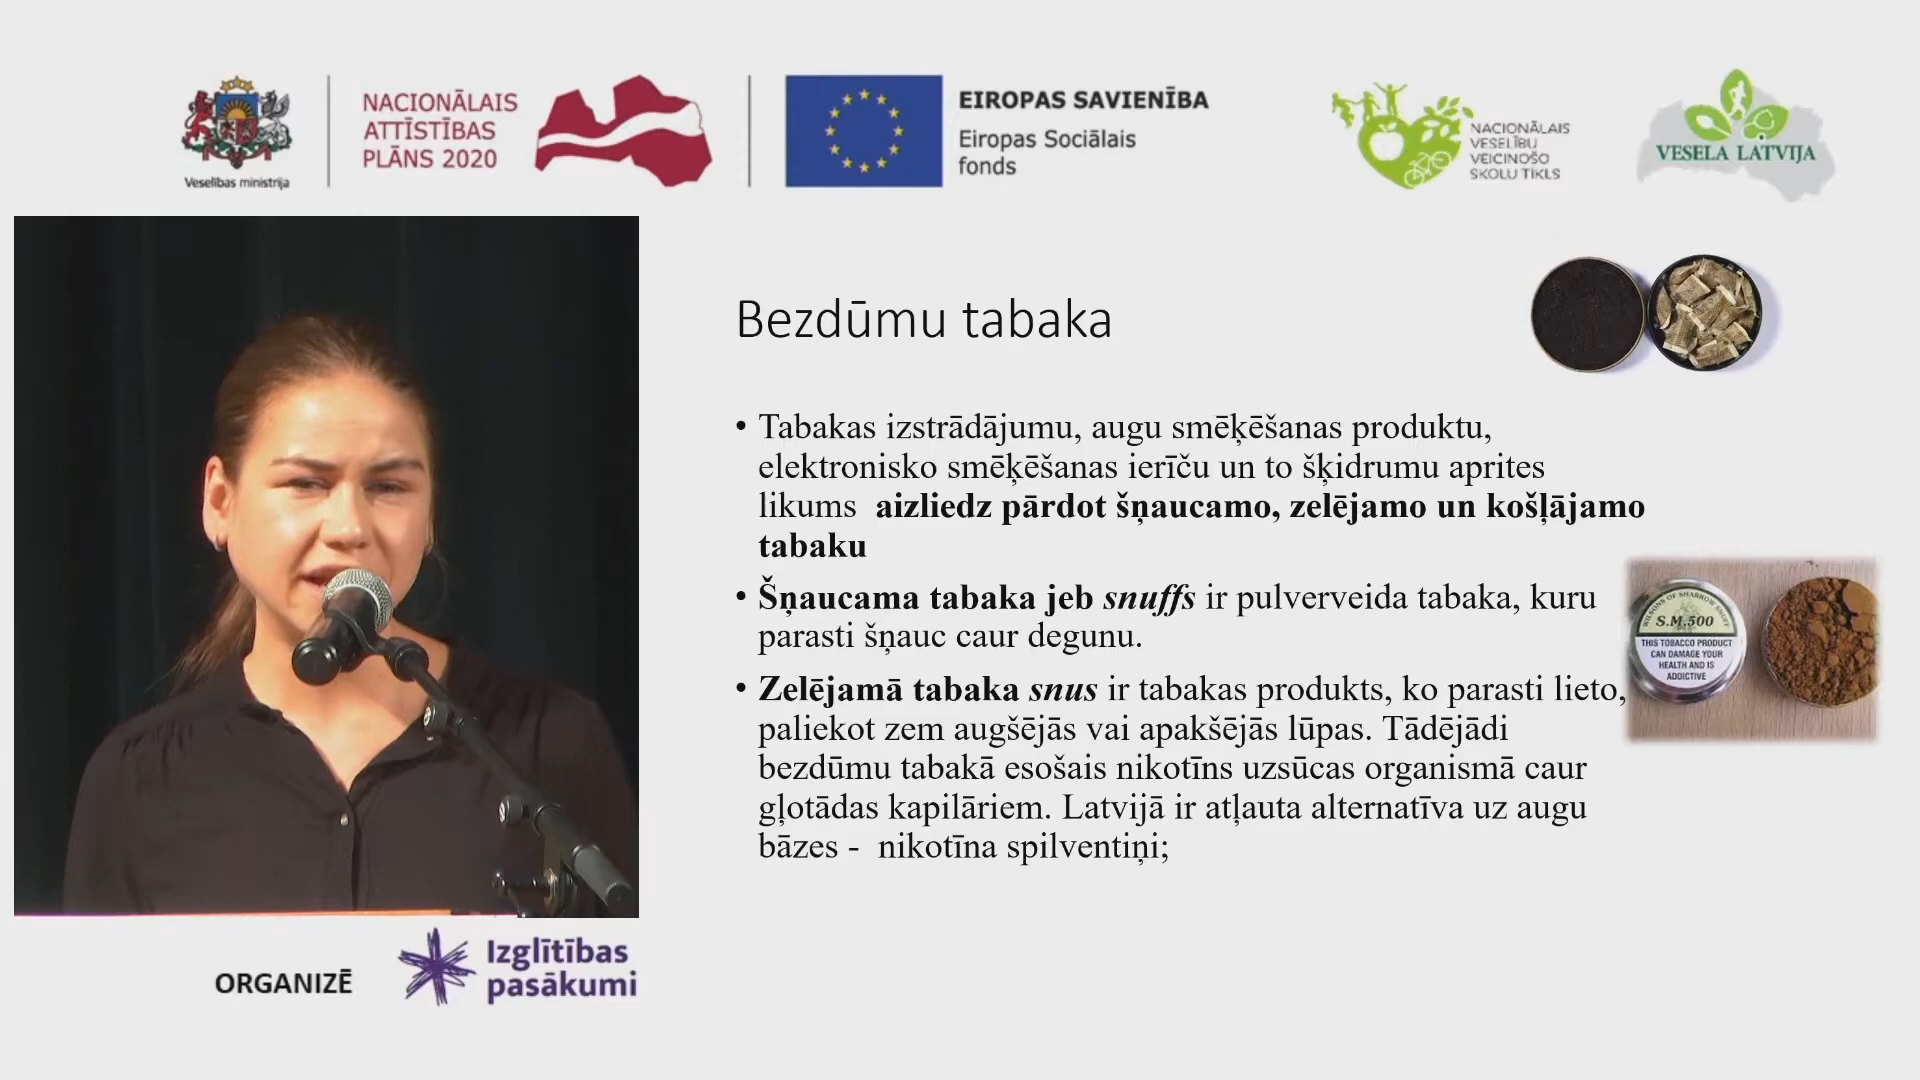 Veselības ministrija
NACIONĀLAIS
ATTĪSTĪBAS
PLĀNS 2020
EIROPAS SAVIENĪBA
Eiropas Sociālais
fonds
NACIONĀLAIS
VESELĪBU
VEICINOŠO
SKOLU TĪKLS
VESELA LATVIJA
Bezdūmu tabaka
• Tabakas izstrādājumu, augu smēķēšanas produktu,
elektronisko smēķēšanas ierīču un to šķidrumu aprites
likums aizliedz pārdot šņaucamo, zelējamo un košļājamo
tabaku
• Šņaucama tabaka jeb snuffs ir pulverveida tabaka, kuru
parasti šņauc caur degunu.
• Zelējamā tabaka snus ir tabakas produkts, ko parasti lieto,
paliekot zem augšējās vai apakšējās lūpas. Tādējādi
bezdūmu tabakā esošais nikotīns uzsūcas organismā caur
gļotādas kapilāriem. Latvijā ir atļauta alternatīva uz augu
bāzes - nikotīna spilventiņi;
WILSONS OF SHARROW SNUFF
S.M.500
THIS TOBACCO PRODUCT
CAN DAMAGE YOUR
HEALTH AND IS
ADDICTIVE
ORGANIZĒ
Izglītības
pasākumi